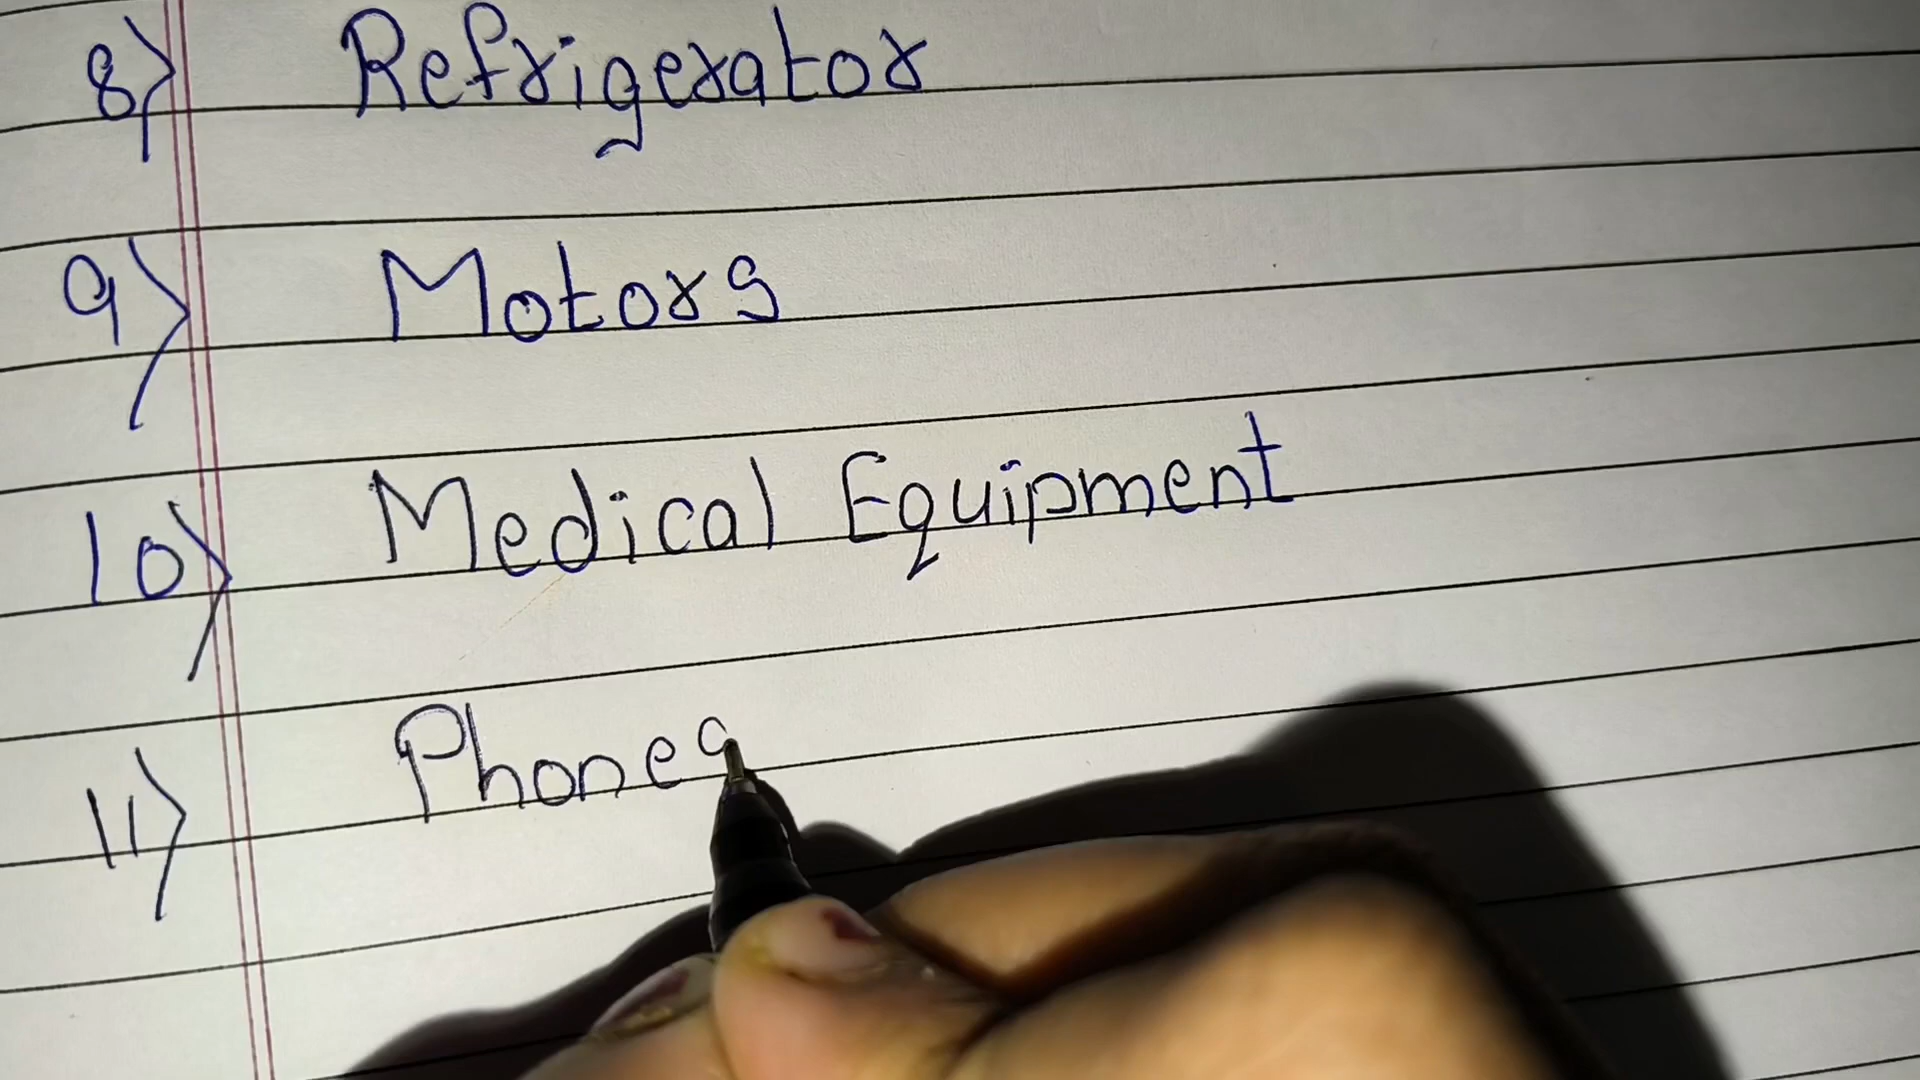 8) Refrigerator
9) Motors
10) Medical Equipment
11) Phones